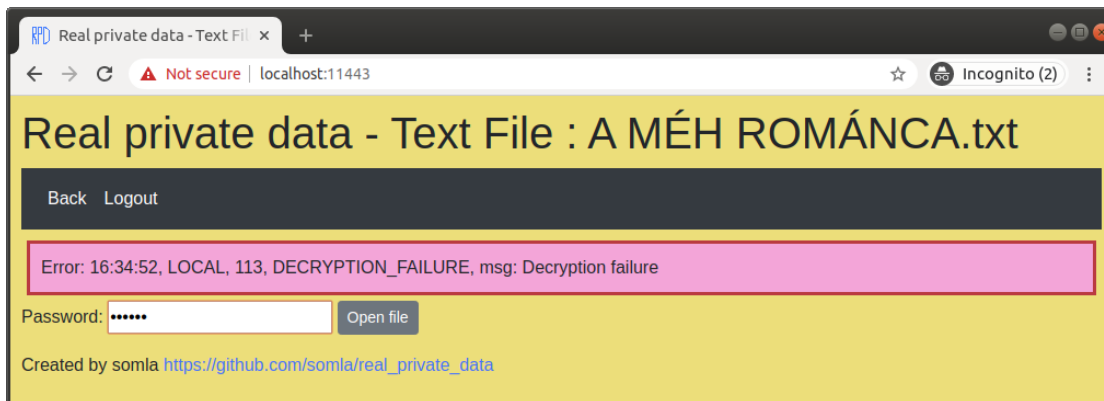 RPD Real private data - Text Fil
Not secure | localhost:11443 Incognito (2)
Real private data - Text File : A MÉH ROMÁNCA.txt
Back Logout
Error: 16:34:52, LOCAL, 113, DECRYPTION_FAILURE, msg: Decryption failure
Password: •••••• Open file
Created by somla https://github.com/somla/real_private_data